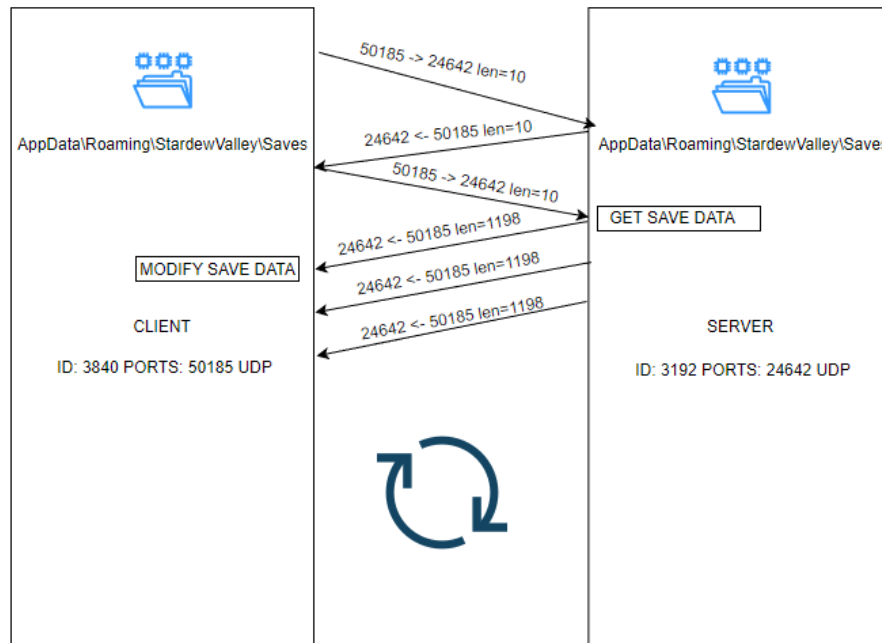 50185 -> 24642 len=10
AppData\Roaming\StardewValley\Saves
24642 <- 50185 len=10
AppData\Roaming\StardewValley\Saves
50185 -> 24642 len=10
GET SAVE DATA
24642 <- 50185 len=1198
MODIFY SAVE DATA
24642 <- 50185 len=1198
24642 <- 50185 len=1198
CLIENT
SERVER
ID: 3840 PORTS: 50185 UDP
ID: 3192 PORTS: 24642 UDP